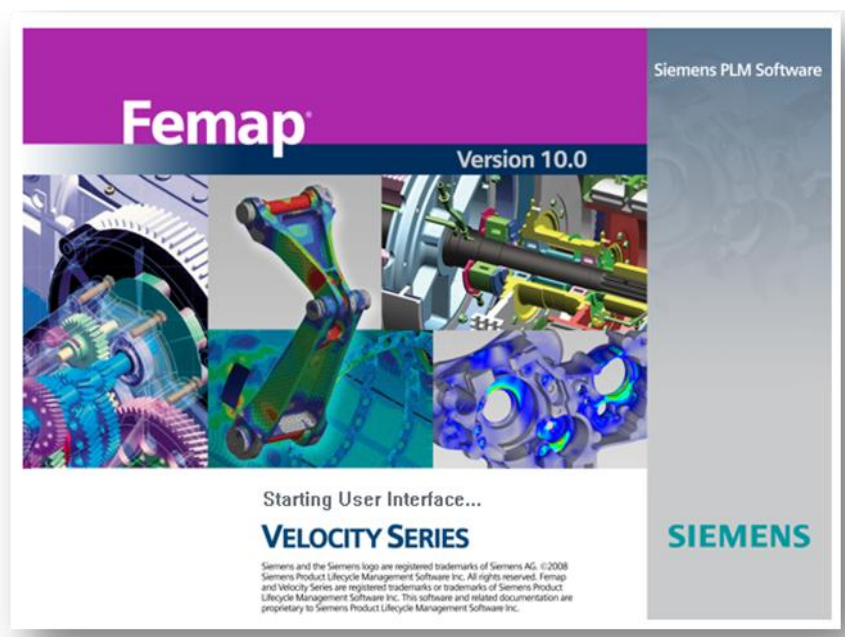 Siemens PLM Software
Femap®
Version 10.0
Starting User Interface...
VELOCITY SERIES
SIEMENS
Siemens and the Siemens logo are registered trademarks of Siemens AG. ©2008
Siemens Product Lifecycle Management Software Inc. All rights reserved. Femap
and Velocity Series are registered trademarks or trademarks of Siemens Product
Lifecycle Management Software Inc. This software and related documentation are
proprietary to Siemens Product Lifecycle Management Software Inc.